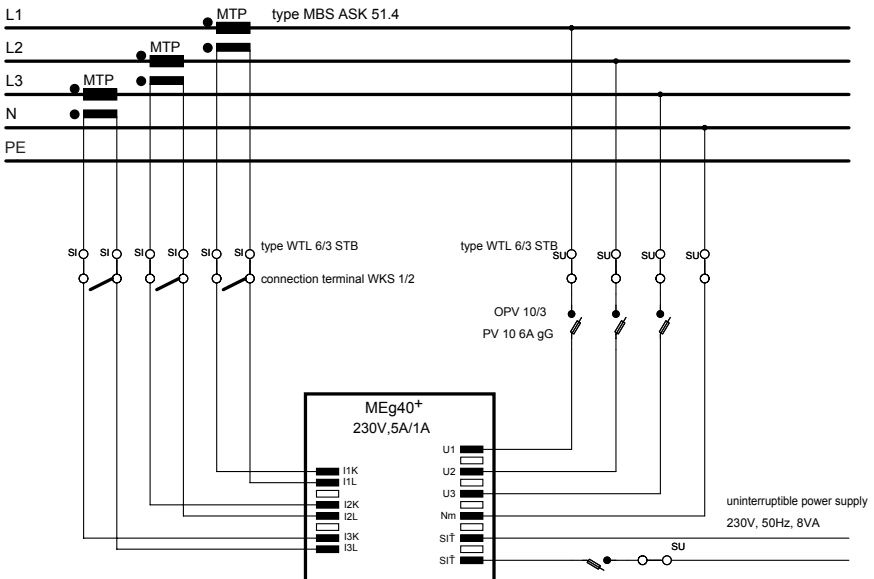 L1
MTP
type MBS ASK 51.4
L2
MTP
L3
MTP
N
PE
SI SI SI SI SI SI
type WTL 6/3 STB
type WTL 6/3 STB
SU SU SU SU
connection terminal WKS 1/2
OPV 10/3
PV 10 6A gG
MEg40+
230V,5A/1A
U1
I1K
U2
I1L
U3
I2K
I2L
Nm
uninterruptible power supply
230V, 50Hz, 8VA
I3K
SIŤ
I3L
SU
SIŤ